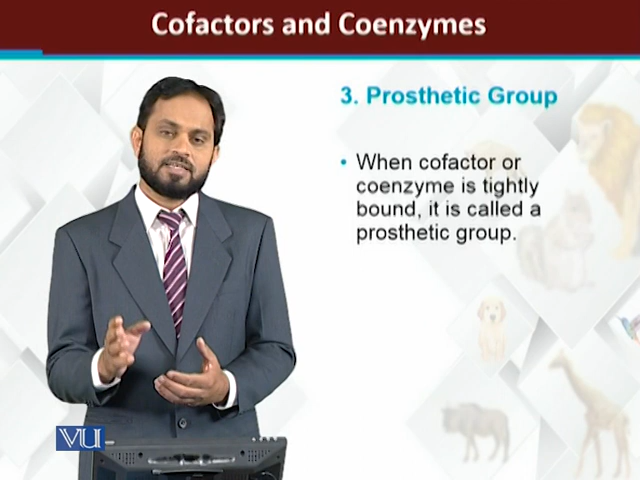 Cofactors and Coenzymes
3. Prosthetic Group
• When cofactor or
coenzyme is tightly
bound, it is called a
prosthetic group.
VU